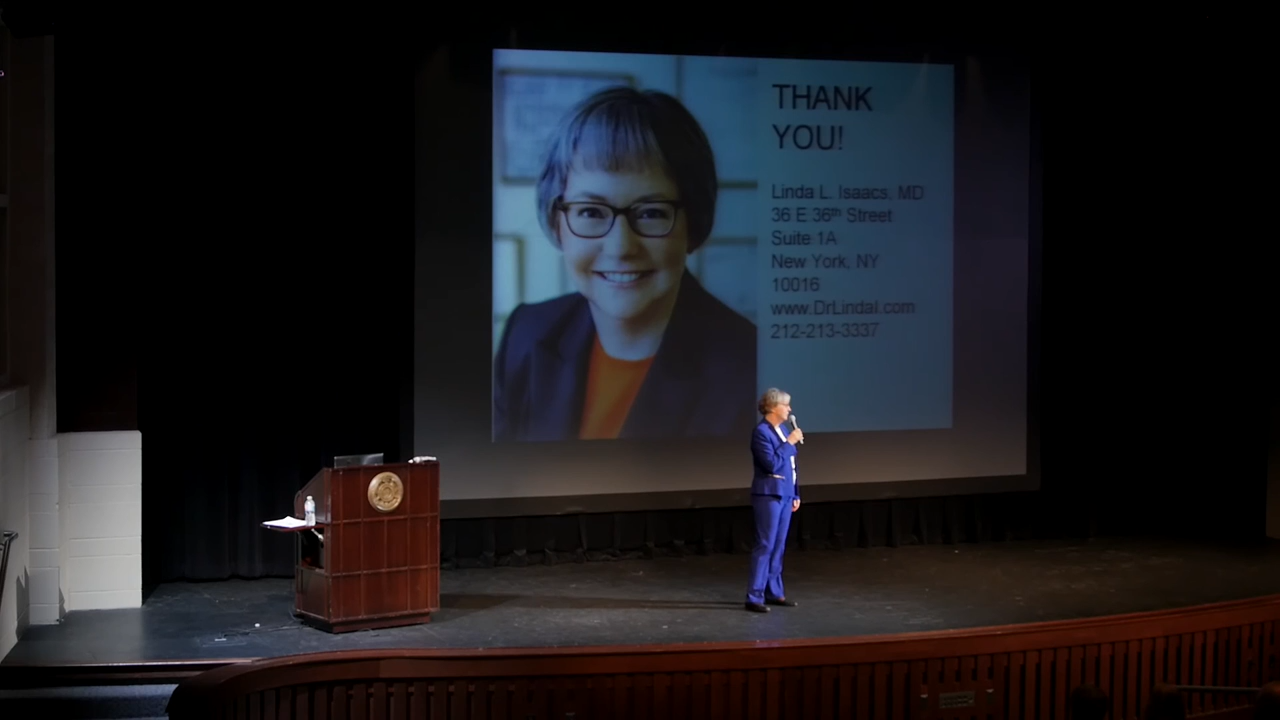 THANK
YOU!
Linda L. Isaacs, MD
36 E 36th Street
Suite 1A
New York, NY
10016
www.DrLindaI.com
212-213-3337